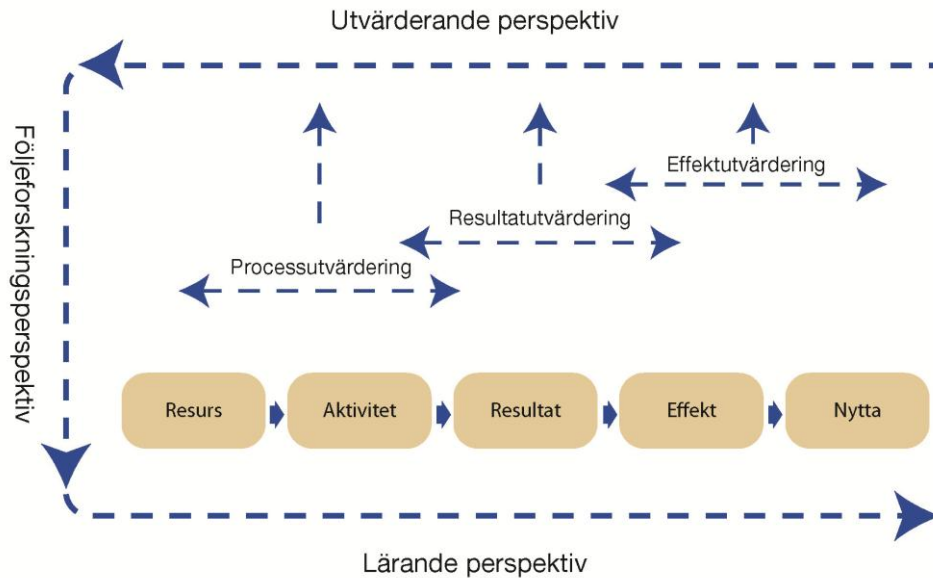 Utvärderande perspektiv
Följeforskningsperspektiv
Effektutvärdering
Resultatutvärdering
Processutvärdering
Resurs
Aktivitet
Resultat
Effekt
Nytta
Lärande perspektiv